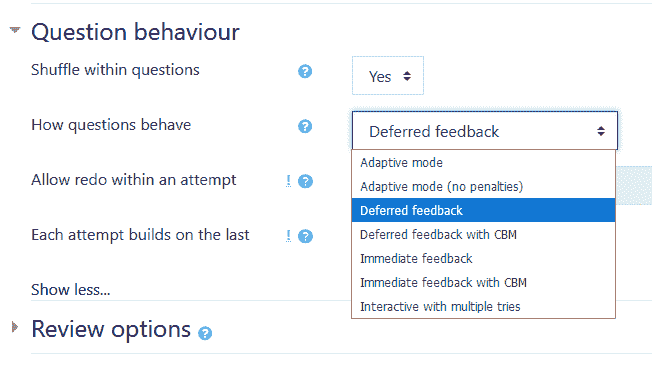 Question behaviour
Shuffle within questions
Yes
How questions behave
Deferred feedback
Adaptive mode
Adaptive mode (no penalties)
Deferred feedback
Deferred feedback with CBM
Immediate feedback
Immediate feedback with CBM
Interactive with multiple tries
Allow redo within an attempt
Each attempt builds on the last
Show less...
Review options